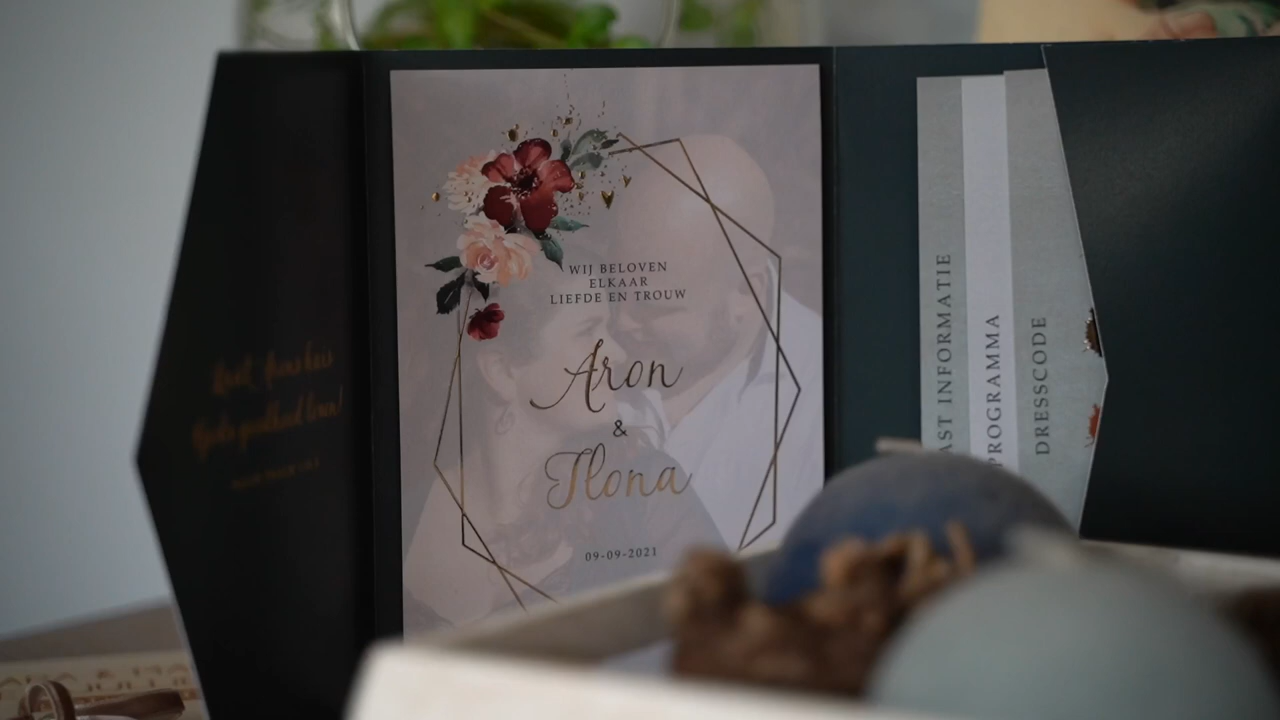 WIJ BELOVEN
ELKAAR
LIEFDE EN TROUW
Aron
&
Ilona
09-09-2021
INFORMATIE
PROGRAMMA
DRESSCODE